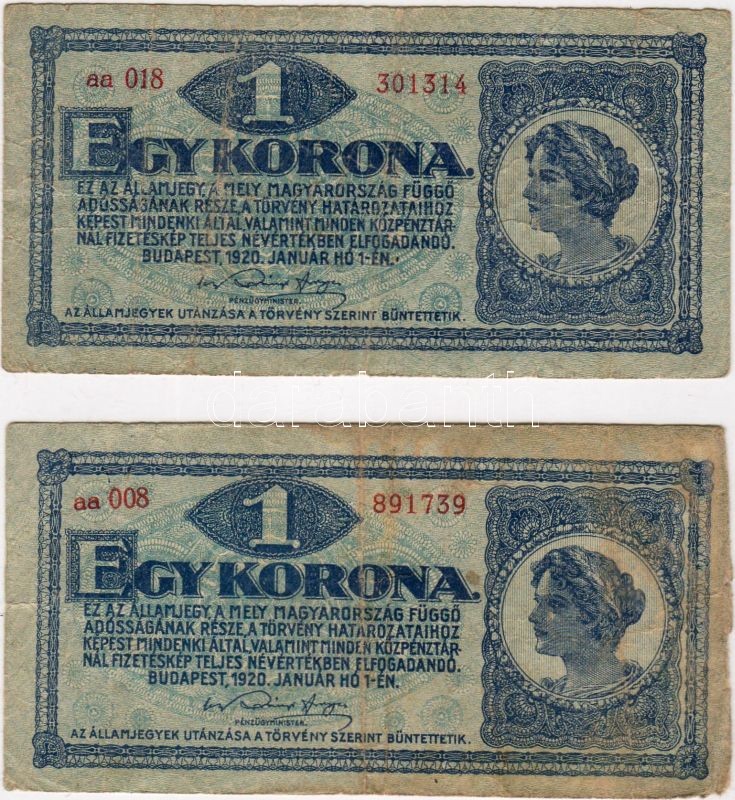 aa 018
1
301314
EGY KORONA.
EZ AZ ÁLLAMJEGY, A MELY MAGYARORSZÁG FÜGGŐ
ADÓSSÁGÁNAK RÉSZE, A TÖRVÉNY HATÁROZATAIHOZ
KÉPEST MINDENKI ÁLTAL VALAMINT MINDEN KÖZPÉNZTÁR-
NÁL FIZETÉSKÉP TELJES NÉVÉRTÉKBEN ELFOGADANDÓ.
BUDAPEST, 1920. JANUÁR HÓ 1-ÉN.
PÉNZÜGYMINISTER.
AZ ÁLLAMJEGYEK UTÁNZÁSA A TÖRVÉNY SZERINT BÜNTETTETIK.
darabanth
aa 008
1
891739
EGY KORONA.
EZ AZ ÁLLAMJEGY, A MELY MAGYARORSZÁG FÜGGŐ
ADÓSSÁGÁNAK RÉSZE, A TÖRVÉNY HATÁROZATAIHOZ
KÉPEST MINDENKI ÁLTAL VALAMINT MINDEN KÖZPÉNZTÁR-
NÁL FIZETÉSKÉP TELJES NÉVÉRTÉKBEN ELFOGADANDÓ.
BUDAPEST, 1920. JANUÁR HÓ 1-ÉN.
PÉNZÜGYMINISTER.
AZ ÁLLAMJEGYEK UTÁNZÁSA A TÖRVÉNY SZERINT BÜNTETTETIK.